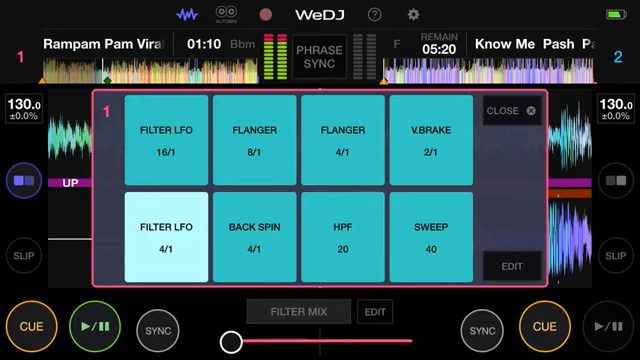 AUTOMIX
WeDJ
?
1
Rampam Pam Vira
01:10
Bbm
PHRASE
SYNC
F
REMAIN
05:20
Know Me Pash Pa
2
130.0
±0.0%
1
FILTER LFO
16/1
FLANGER
8/1
FLANGER
4/1
V.BRAKE
2/1
CLOSE
130.0
±0.0%
UP
FILTER LFO
4/1
BACK SPIN
4/1
HPF
20
SWEEP
40
EDIT
SLIP
SLIP
CUE
SYNC
FILTER MIX
EDIT
SYNC
CUE